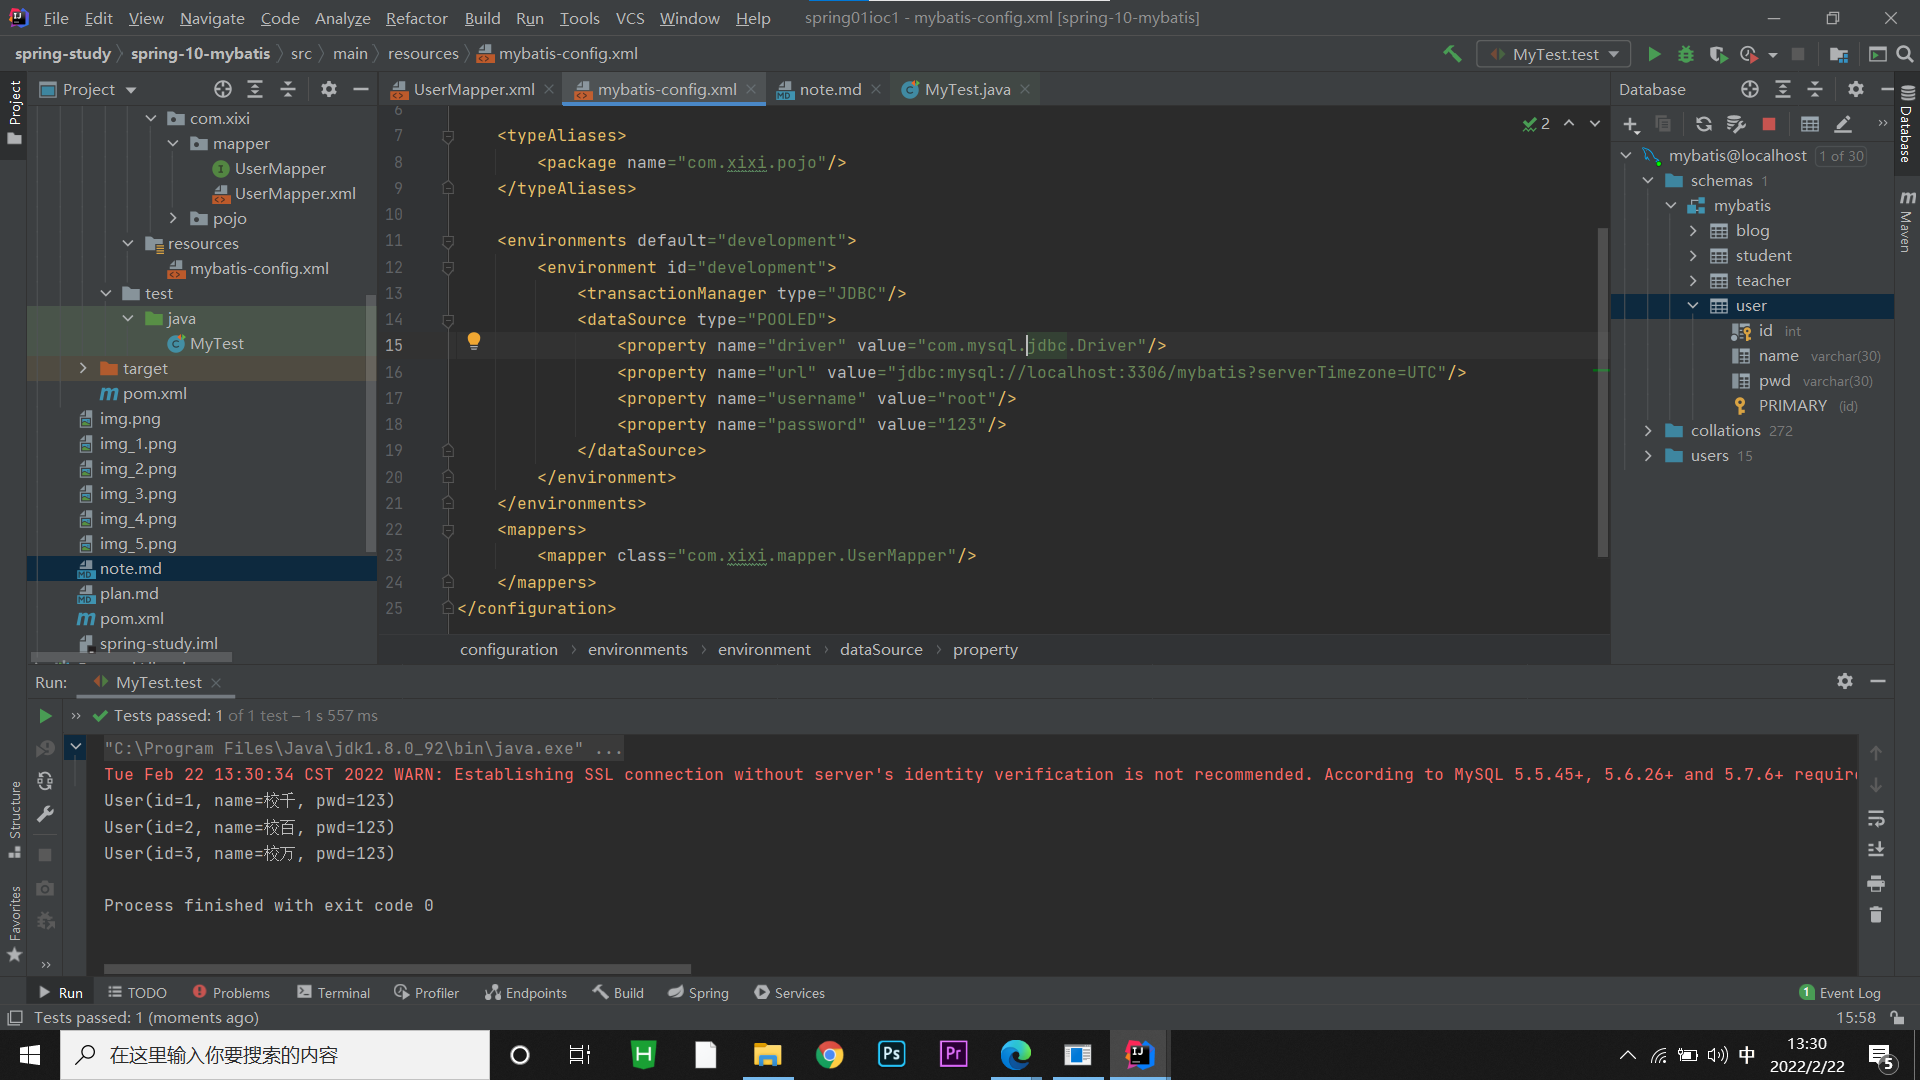 File Edit View Navigate Code Analyze Refactor Build Run Tools VCS Window Help spring01ioc1 - mybatis-config.xml [spring-10-mybatis]
spring-study spring-10-mybatis src main resources mybatis-config.xml MyTest.test
Project
UserMapper.xml mybatis-config.xml note.md MyTest.java
Database
com.xixi
mapper
UserMapper
UserMapper.xml
pojo
resources
mybatis-config.xml
test
java
MyTest
target
pom.xml
img.png
img_1.png
img_2.png
img_3.png
img_4.png
img_5.png
note.md
plan.md
pom.xml
spring-study.iml
6
7 <typeAliases>
8 <package name="com.xixi.pojo"/>
9 </typeAliases>
10
11 <environments default="development">
12 <environment id="development">
13 <transactionManager type="JDBC"/>
14 <dataSource type="POOLED">
15 <property name="driver" value="com.mysql.jdbc.Driver"/>
16 <property name="url" value="jdbc:mysql://localhost:3306/mybatis?serverTimezone=UTC"/>
17 <property name="username" value="root"/>
18 <property name="password" value="123"/>
19 </dataSource>
20 </environment>
21 </environments>
22 <mappers>
23 <mapper class="com.xixi.mapper.UserMapper"/>
24 </mappers>
25 </configuration>
2
configuration environments environment dataSource property
mybatis@localhost 1 of 30
schemas 1
mybatis
blog
student
teacher
user
id int
name varchar(30)
pwd varchar(30)
PRIMARY (id)
collations 272
users 15
Project
Structure
Favorites
Database
m Maven
Run: MyTest.test
Tests passed: 1 of 1 test – 1 s 557 ms
"C:\Program Files\Java\jdk1.8.0_92\bin\java.exe" ...
Tue Feb 22 13:30:34 CST 2022 WARN: Establishing SSL connection without server's identity verification is not recommended. According to MySQL 5.5.45+, 5.6.26+ and 5.7.6+ require
User(id=1, name=校千, pwd=123)
User(id=2, name=校百, pwd=123)
User(id=3, name=校万, pwd=123)
Process finished with exit code 0
Run TODO Problems Terminal Profiler Endpoints Build Spring Services 1 Event Log
Tests passed: 1 (moments ago) 15:58
在这里输入你要搜索的内容
H Ps Pr IJ
中
13:30
2022/2/22
5